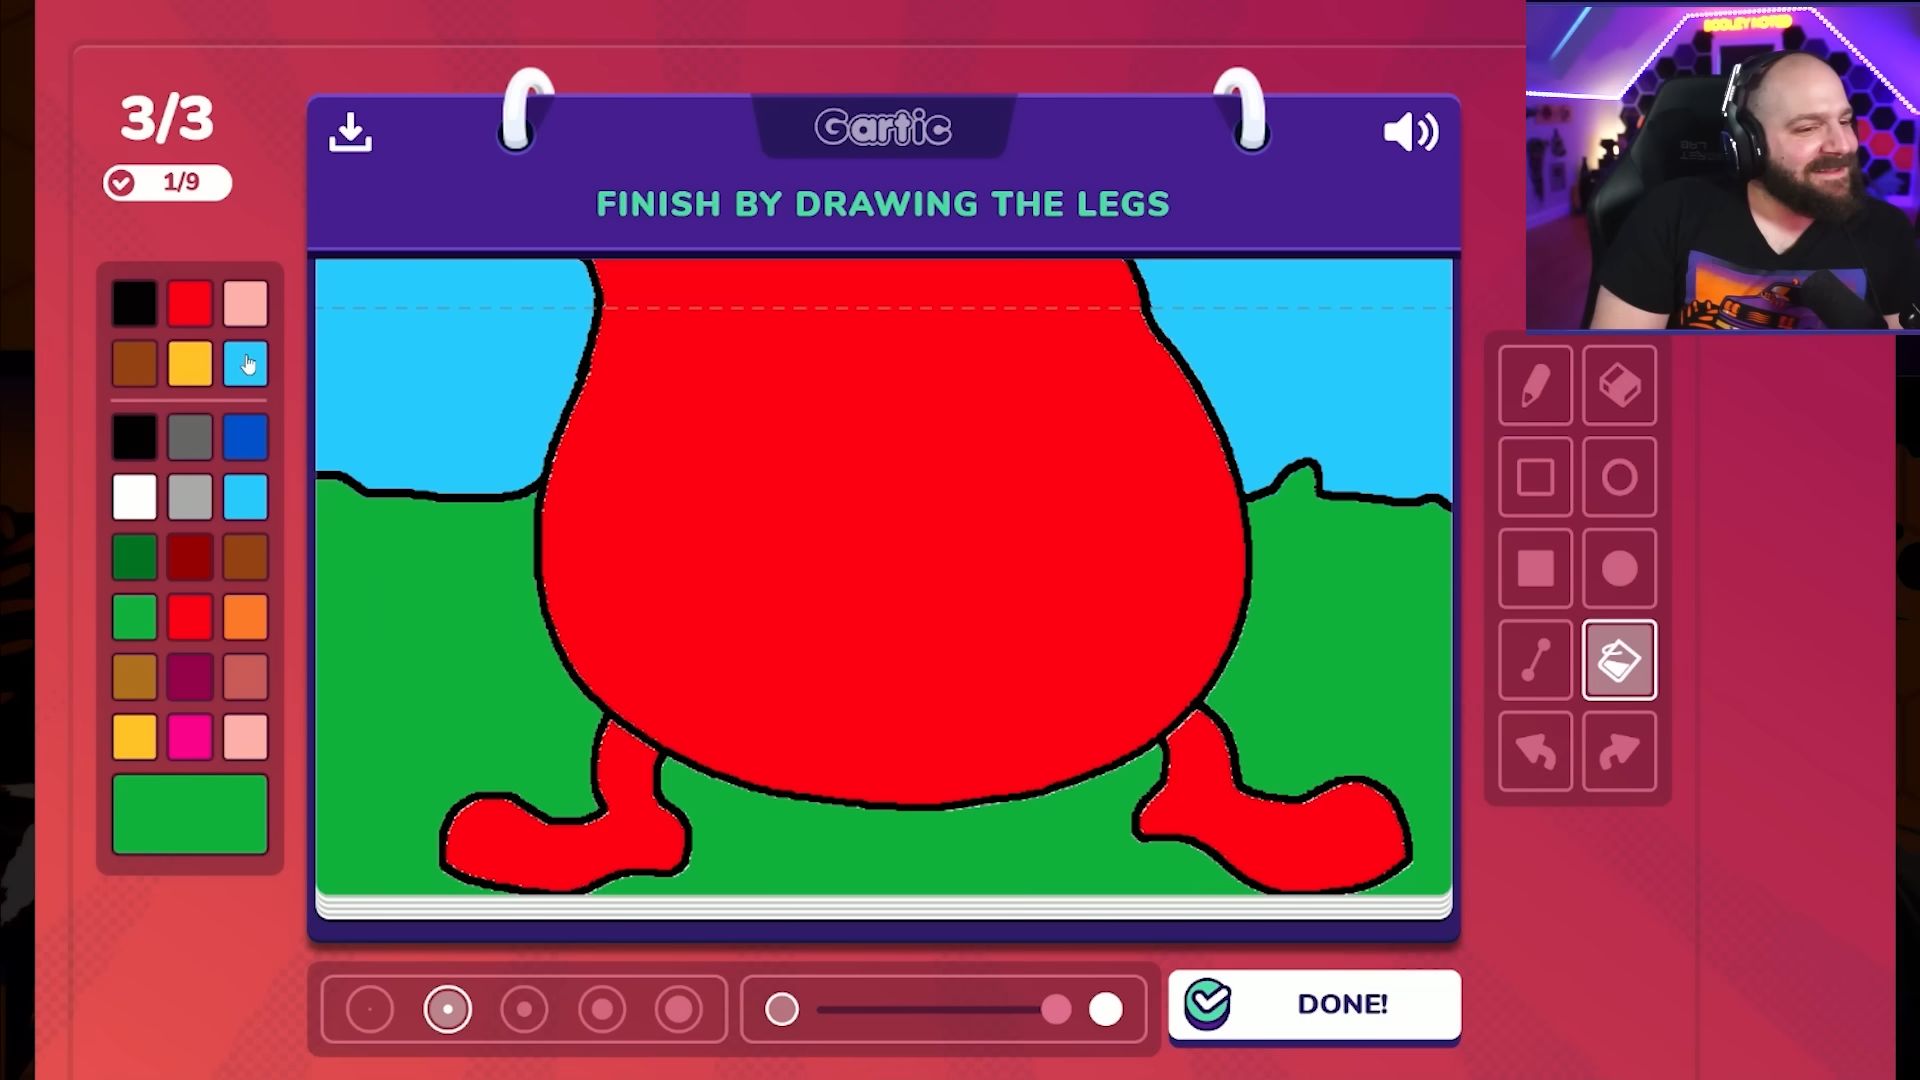 3/3
1/9
Gartic
FINISH BY DRAWING THE LEGS
DONE!